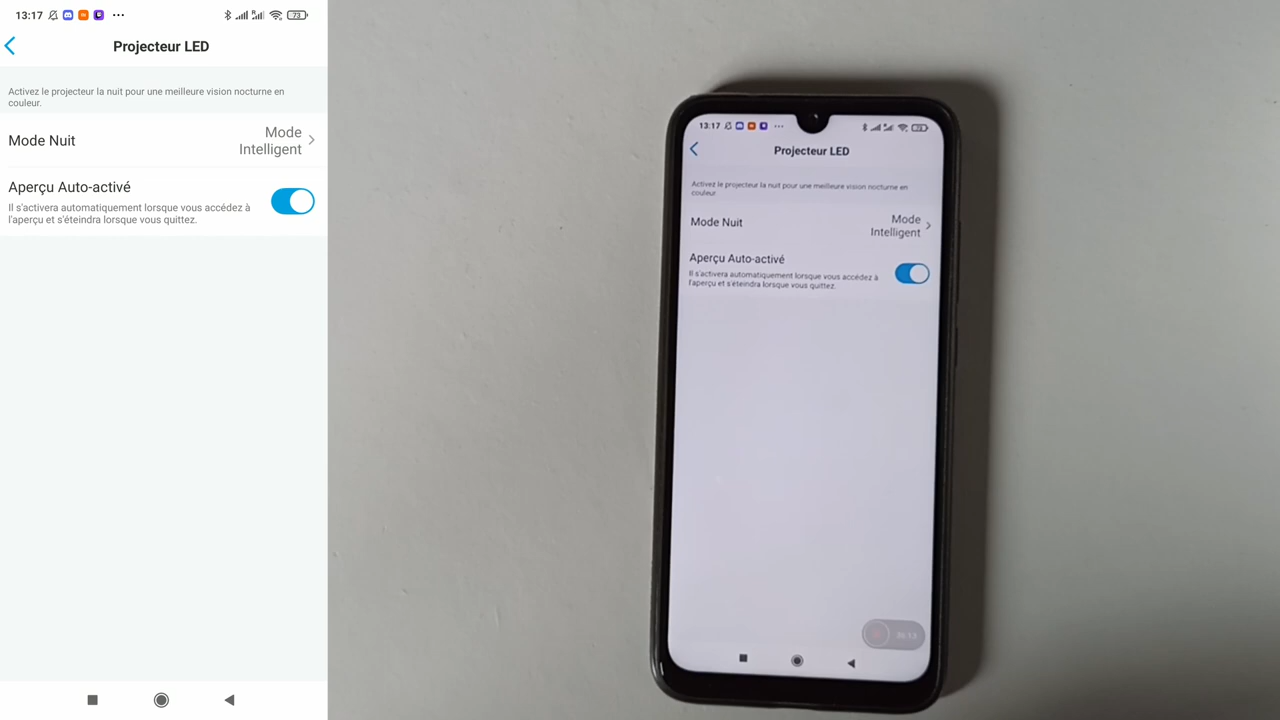 13:17
73
Projecteur LED
Activez le projecteur la nuit pour une meilleure vision nocturne en
couleur.
Mode Nuit
Mode
Intelligent
Aperçu Auto-activé
Il s'activera automatiquement lorsque vous accédez à
l'aperçu et s'éteindra lorsque vous quittez.
13:17
Projecteur LED
Activez le projecteur la nuit pour une meilleure vision nocturne en
couleur.
Mode Nuit
Mode
Intelligent
Aperçu Auto-activé
Il s'activera automatiquement lorsque vous accédez à
l'aperçu et s'éteindra lorsque vous quittez.